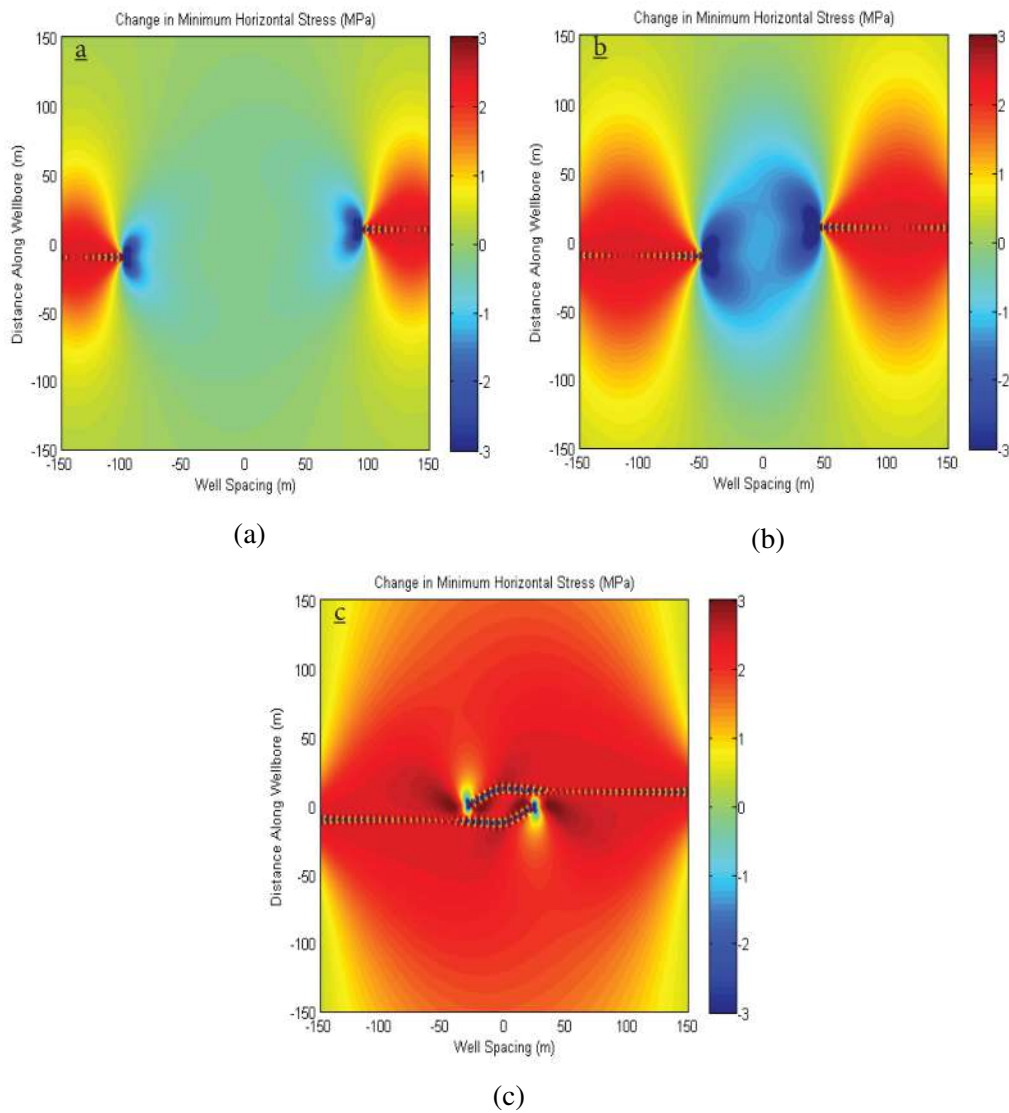 Change in Minimum Horizontal Stress (MPa)
a
150
100
50
0
-50
-100
-150
Distance Along Wellbore (m)
-150 -100 -50 0 50 100 150
Well Spacing (m)
3
2
1
0
-1
-2
-3
(a)
Change in Minimum Horizontal Stress (MPa)
b
150
100
50
0
-50
-100
-150
Distance Along Wellbore (m)
-150 -100 -50 0 50 100 150
Well Spacing (m)
3
2
1
0
-1
-2
-3
(b)
Change in Minimum Horizontal Stress (MPa)
c
150
100
50
0
-50
-100
-150
Distance Along Wellbore (m)
-150 -100 -50 0 50 100 150
Well Spacing (m)
3
2
1
0
-1
-2
-3
(c)